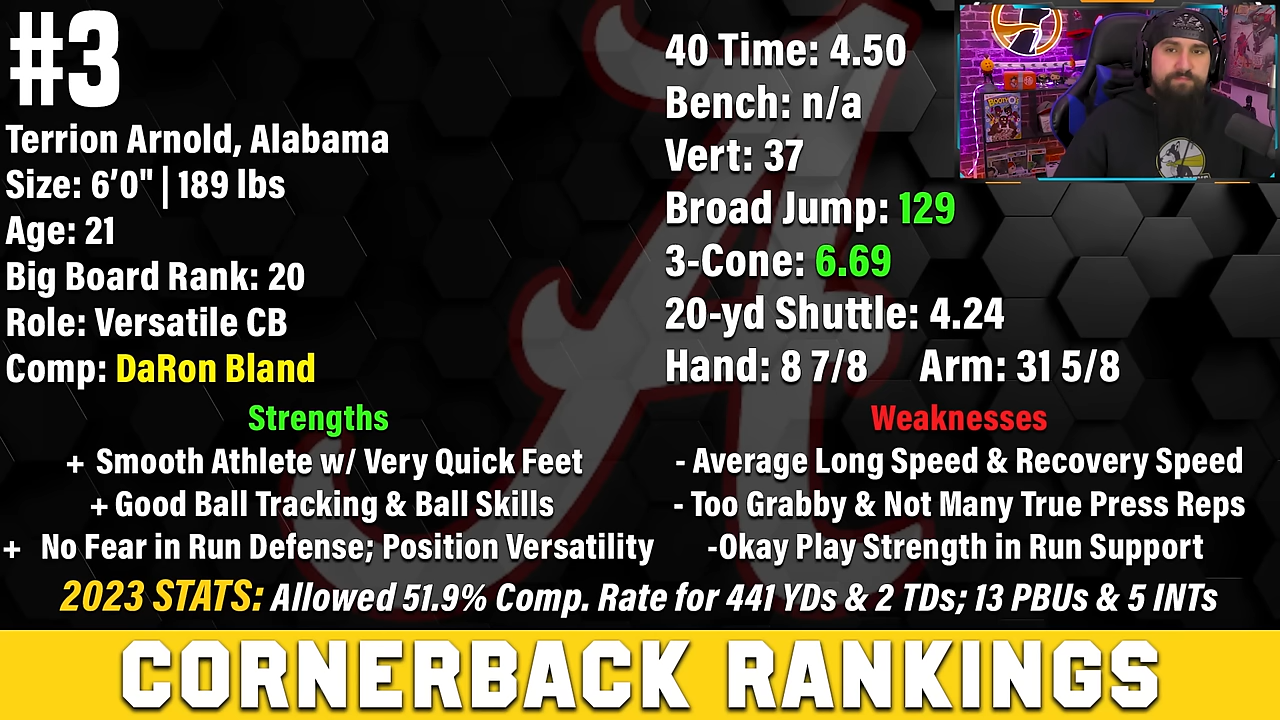 #3
Terrion Arnold, Alabama
Size: 6'0" | 189 lbs
Age: 21
Big Board Rank: 20
Role: Versatile CB
Comp: DaRon Bland
40 Time: 4.50
Bench: n/a
Vert: 37
Broad Jump: 129
3-Cone: 6.69
20-yd Shuttle: 4.24
Hand: 8 7/8 Arm: 31 5/8
Strengths
+ Smooth Athlete w/ Very Quick Feet
+ Good Ball Tracking & Ball Skills
+ No Fear in Run Defense; Position Versatility
Weaknesses
- Average Long Speed & Recovery Speed
- Too Grabby & Not Many True Press Reps
-Okay Play Strength in Run Support
2023 STATS: Allowed 51.9% Comp. Rate for 441 YDs & 2 TDs; 13 PBUs & 5 INTs
CORNERBACK RANKINGS